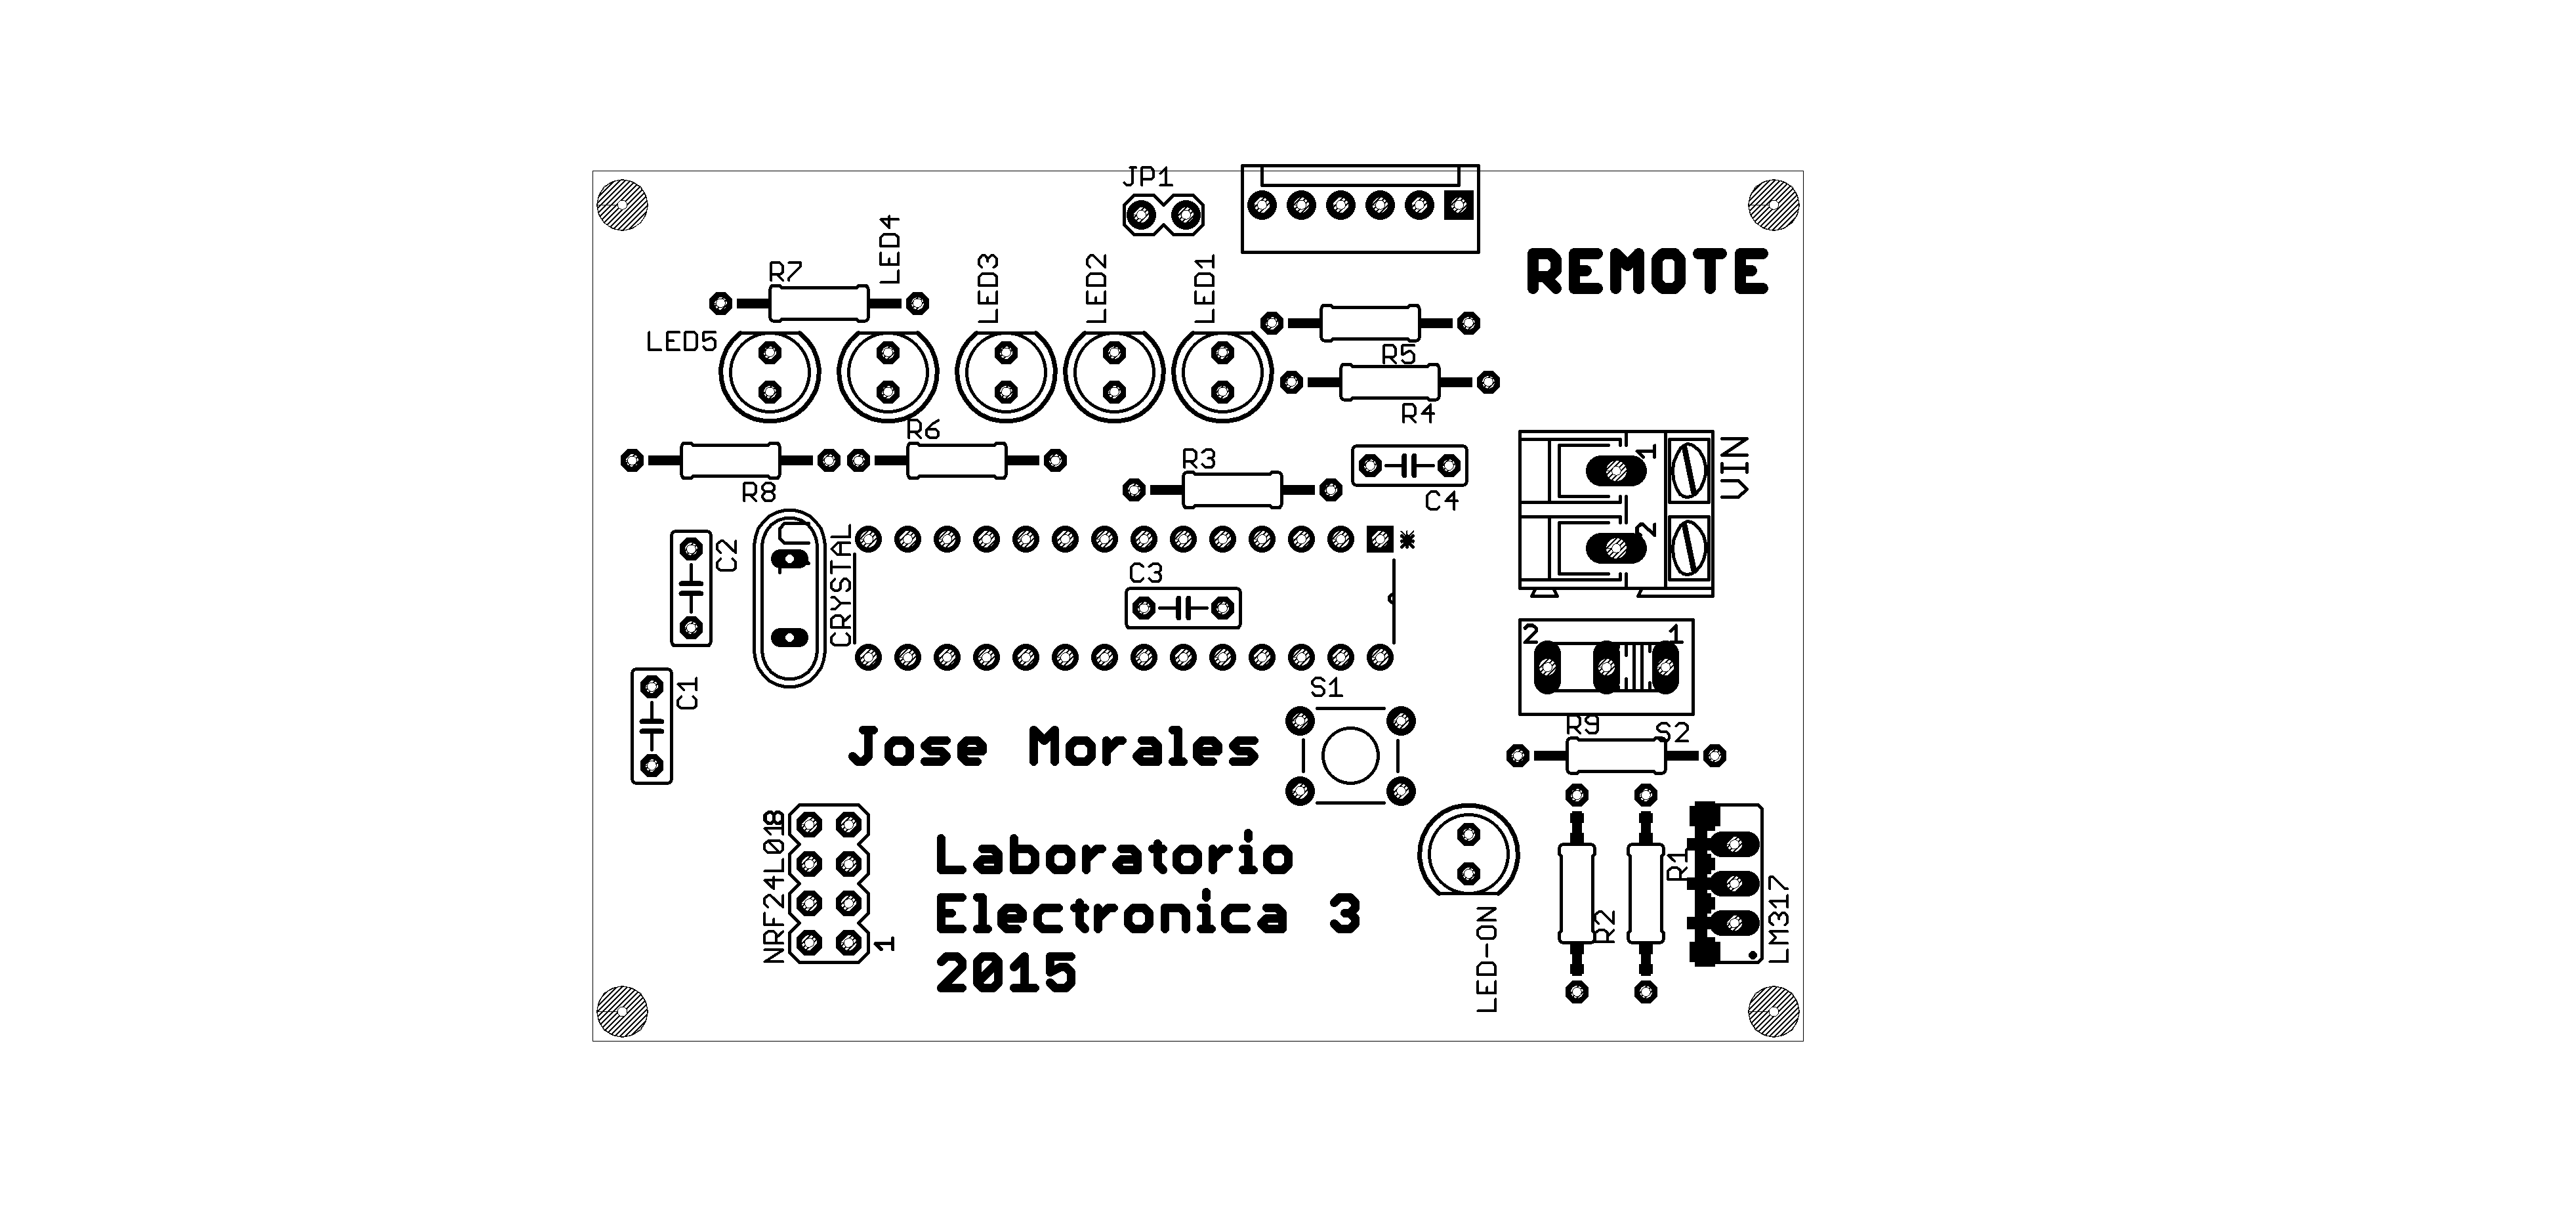 JP1
REMOTE
LED4
R7
LED3
LED2
LED1
LED5
R5
R4
R6
R3
R8
C4
VIN
1
2
C2
CRYSTAL
C3
2 1
C1
S1
R9
S2
Jose Morales
NRF24L01
8
1
Laboratorio
Electronica 3
2015
LED-ON
R2
R1
LM317